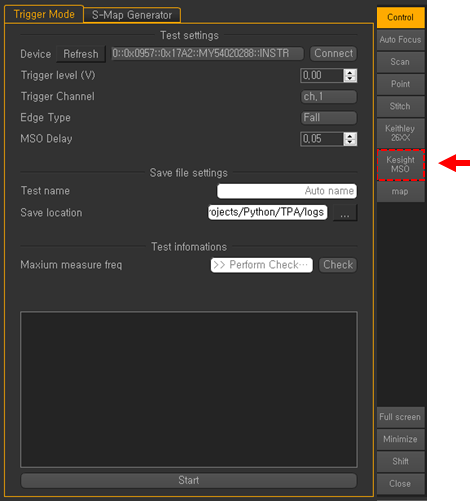 Trigger Mode
S-Map Generator
Test settings
Device
Refresh
0::0x0957::0x17A2::MY54020288::INSTR
Connect
Trigger level (V)
0,00
Trigger Channel
ch,1
Edge Type
Fall
MSO Delay
0,05
Save file settings
Test name
Auto name
Save location
rojects/Python/TPA/logs
...
Test infomations
Maxium measure freq
>> Perform Check⋯
Check
Start
Control
Auto Focus
Scan
Point
Stitch
Keithley
26XX
Kesight
MSO
map
Full screen
Minimize
Shift
Close